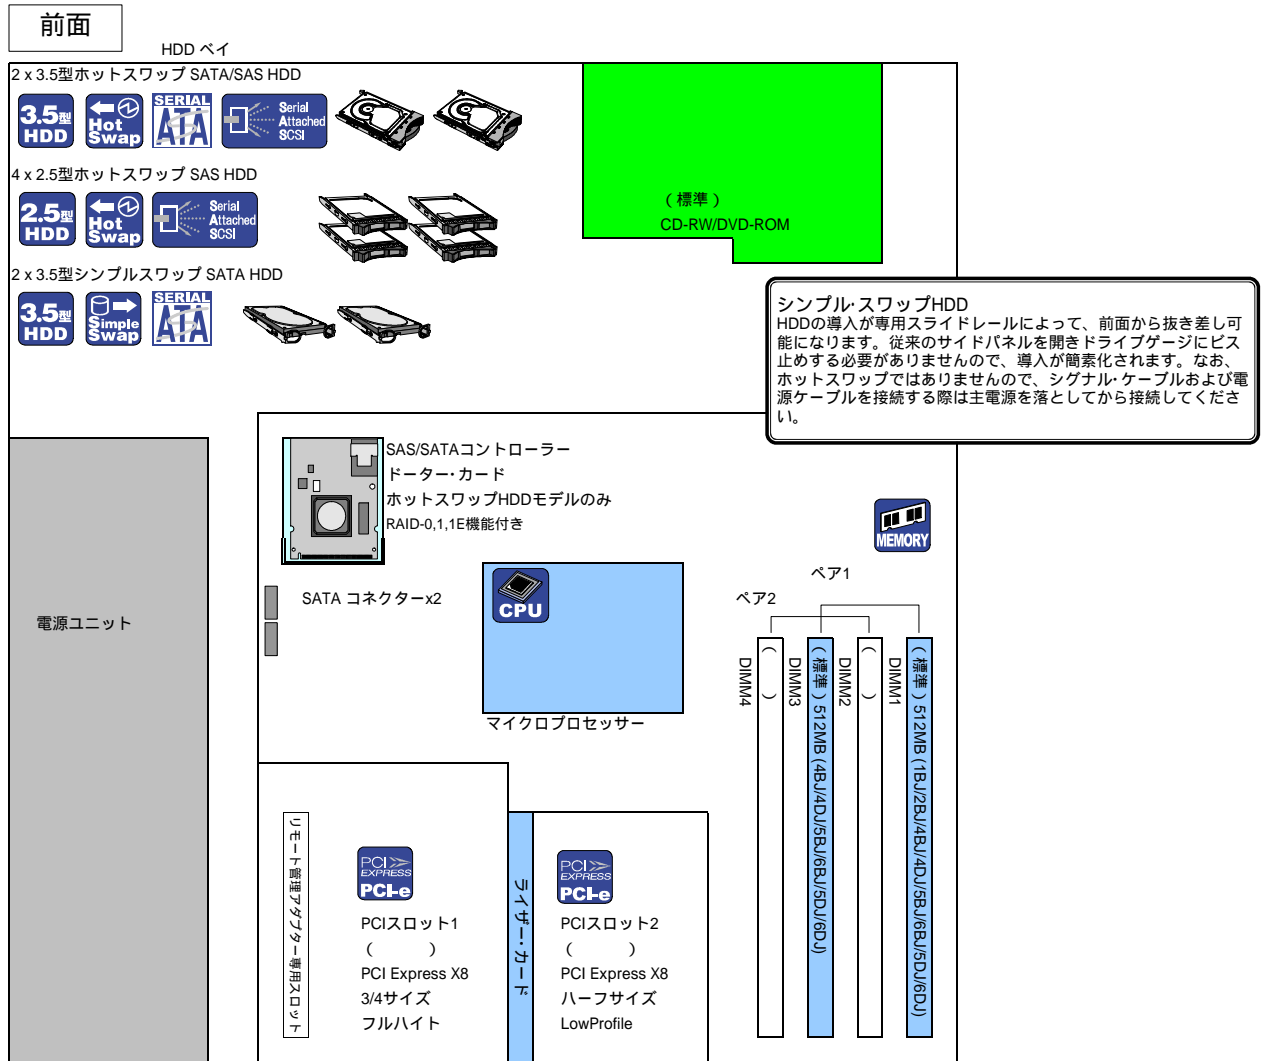 前面
HDD ベイ
2 x 3.5型ホットスワップ SATA/SAS HDD
3.5型
HDD
Hot
Swap
SERIAL
ATA
Serial
Attached
SCSI
4 x 2.5型ホットスワップ SAS HDD
2.5型
HDD
Hot
Swap
Serial
Attached
SCSI
2 x 3.5型シンプルスワップ SATA HDD
3.5型
HDD
Simple
Swap
SERIAL
ATA
(標準)
CD-RW/DVD-ROM
シンプル・スワップHDD
HDDの導入が専用スライドレールによって、前面から抜き差し可
能になります。従来のサイドパネルを開きドライブゲージにビス
止めする必要がありませんので、導入が簡素化されます。なお、
ホットスワップではありませんので、シグナル・ケーブルおよび電
源ケーブルを接続する際は主電源を落としてから接続してくださ
い。
SAS/SATAコントローラー
ドーター・カード
ホットスワップHDDモデルのみ
RAID-0,1,1E機能付き
SATA コネクターx2
電源ユニット
CPU
マイクロプロセッサー
MEMORY
ペア1
ペア2
DIMM4
( )
DIMM3
(標準) 512MB (4BJ/4DJ/5BJ/6BJ/5DJ/6DJ)
DIMM2
( )
DIMM1
(標準) 512MB (1BJ/2BJ/4BJ/4DJ/5BJ/6BJ/5DJ/6DJ)
リモート管理アダプター専用スロット
PCI EXPRESS
PCI-e
PCIスロット1
( )
PCI Express X8
3/4サイズ
フルハイト
ライザー・カード
PCI EXPRESS
PCI-e
PCIスロット2
( )
PCI Express X8
ハーフサイズ
LowProfile